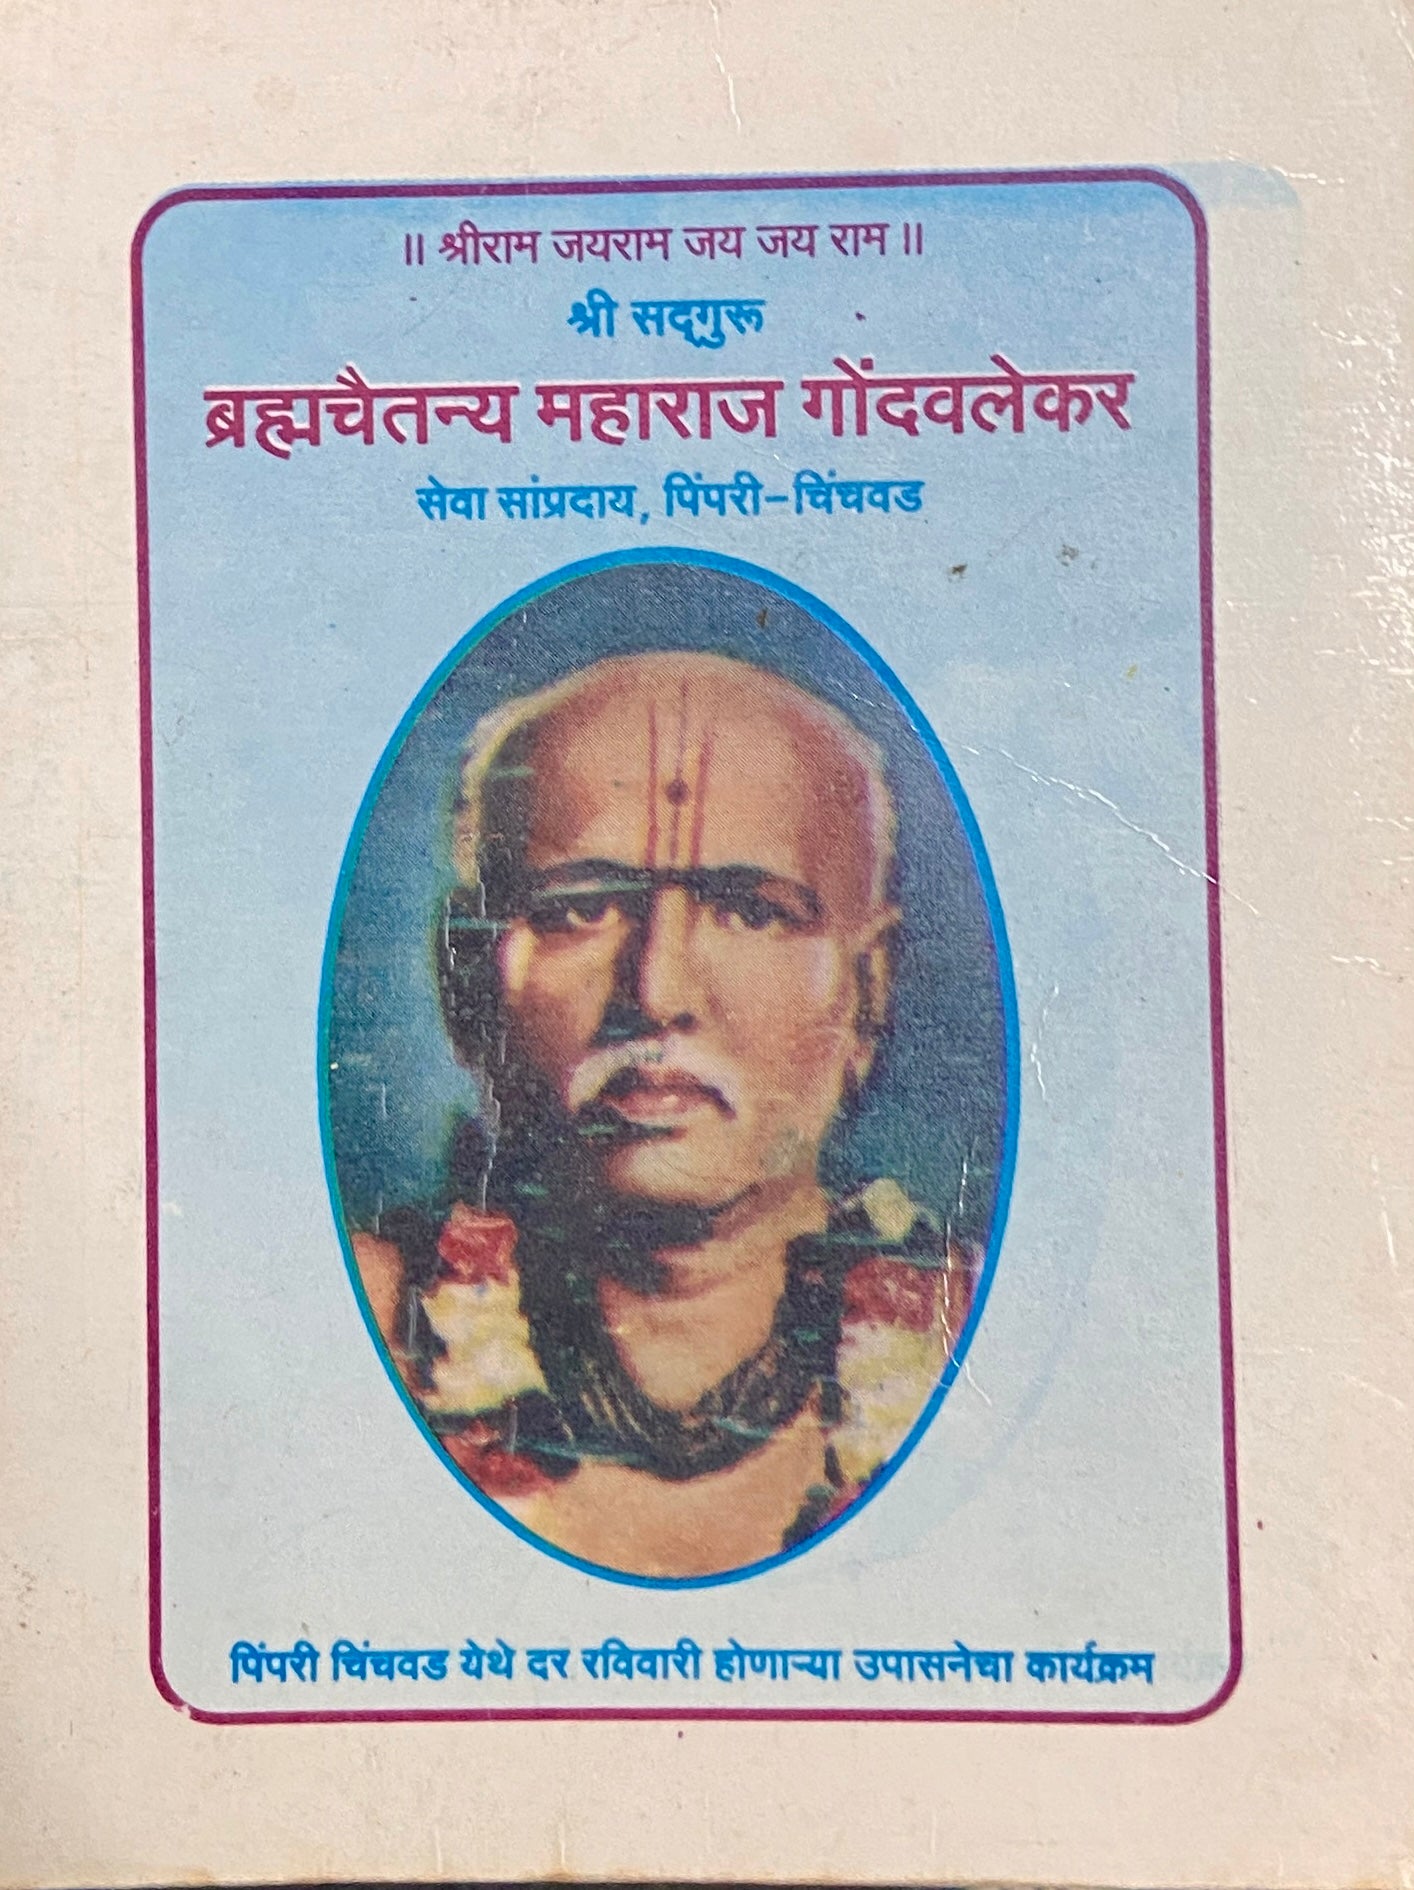 ॥ श्रीराम जयराम जय जय राम ॥
श्री सद्‌गुरू
ब्रह्मचैतन्य महाराज गोंदवलेकर
सेवा सांप्रदाय, पिंपरी-चिंचवड
पिंपरी चिंचवड येथे दर रविवारी होणाऱ्या उपासनेचा कार्यक्रम